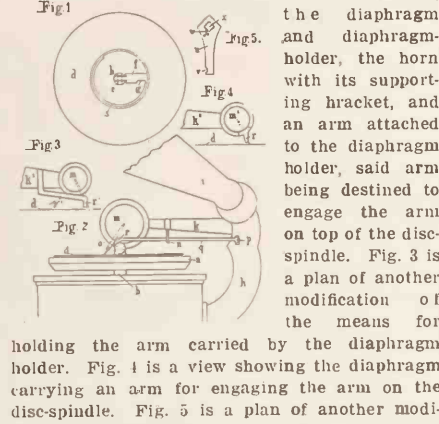 Fig.1
Fig.5.
Fig.4
Fig.3
Fig. 2
the diaphragm
and diaphragm-
holder, the horn
with its support-
ing hracket, and
an arm attached
to the diaphragm
holder, said arm
being destined to
engage the arm
on top of the disc-
spindle. Fig. 3 is
a plan of another
modification of
the means for
holding the arm carried by the diaphragm
holder. Fig. 4 is a view showing the diaphragm
carrying an arm for engaging the arm on the
disc-spindle. Fig. 5 is a plan of another modi-